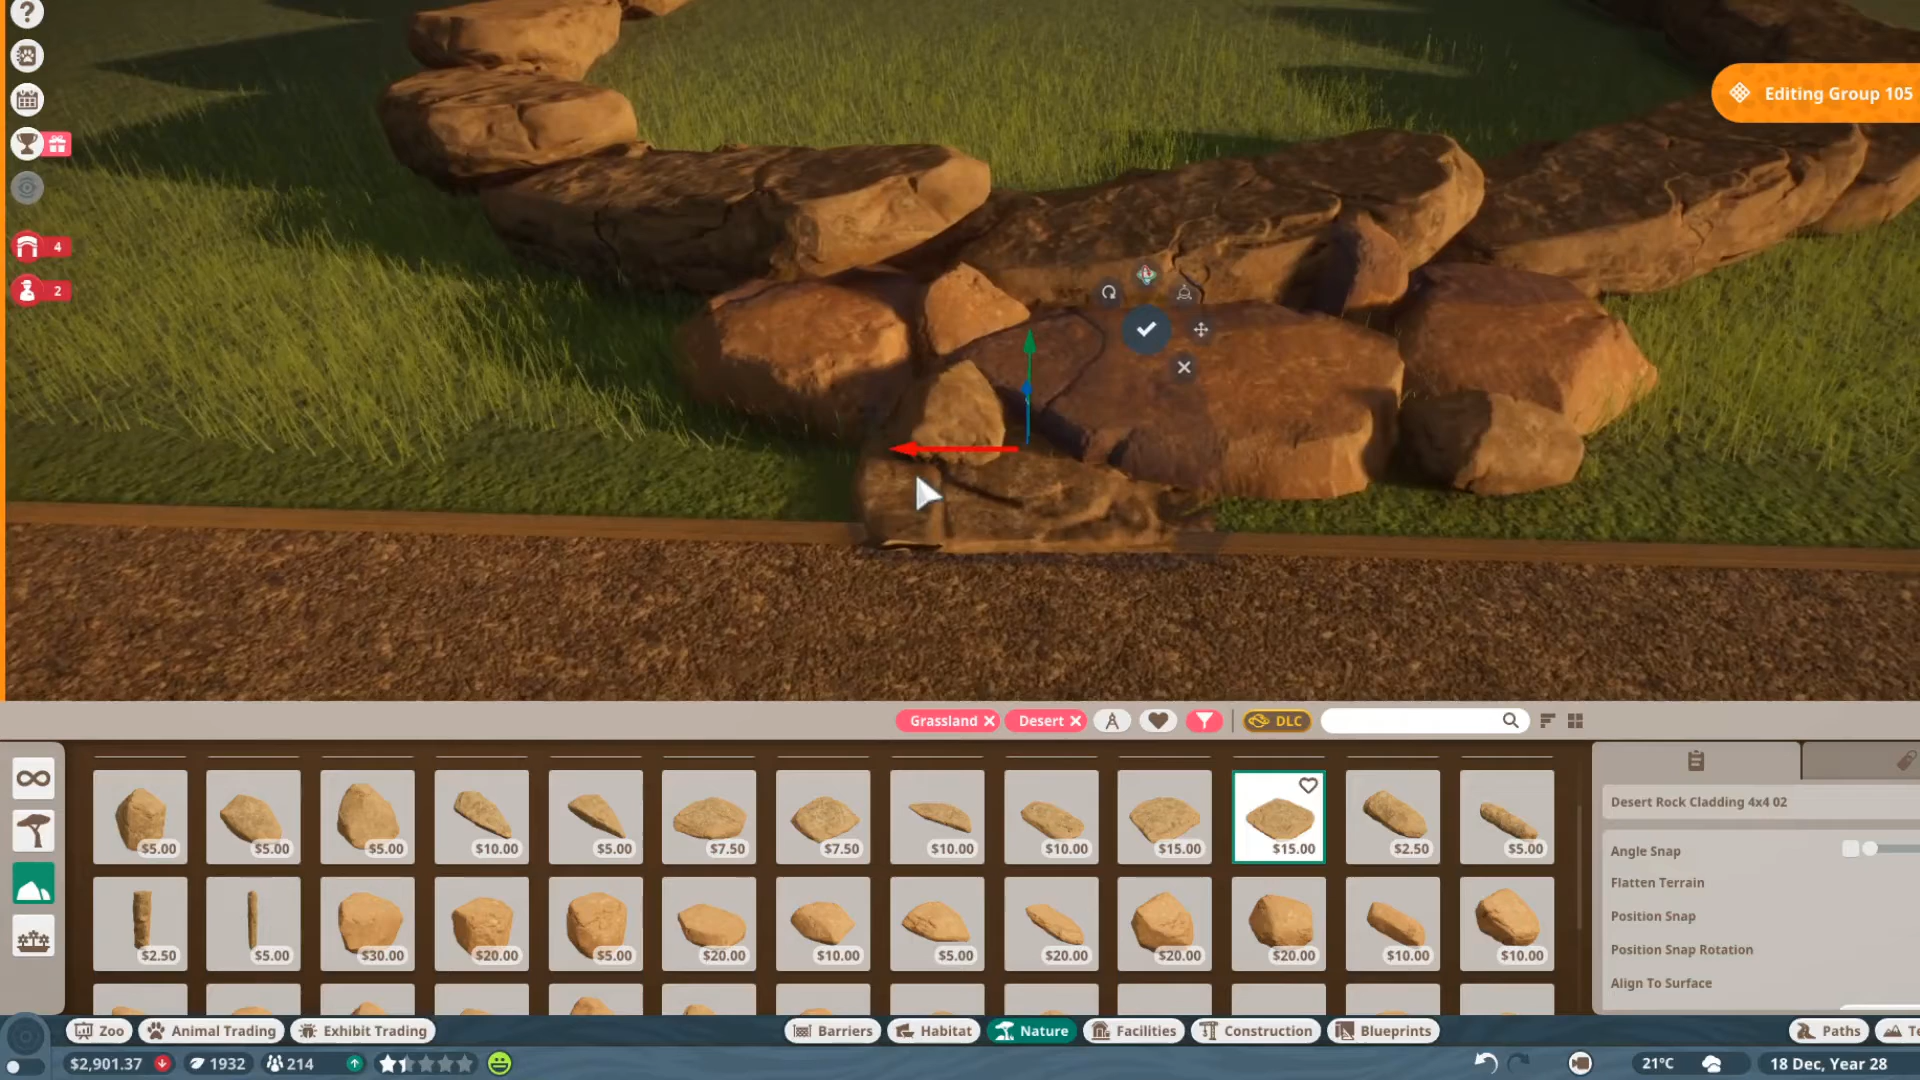 ?
Editing Group 105
4
2
Grassland
Desert
DLC
$5.00 $5.00 $5.00 $10.00 $5.00 $7.50 $7.50 $10.00 $10.00 $15.00 $15.00 $2.50 $5.00
Desert Rock Cladding 4x4 02
Angle Snap
Flatten Terrain
$2.50 $5.00 $30.00 $20.00 $5.00 $20.00 $10.00 $5.00 $20.00 $20.00 $20.00 $10.00 $10.00
Position Snap
Position Snap Rotation
Align To Surface
Zoo Animal Trading Exhibit Trading Barriers Habitat Nature Facilities Construction Blueprints Paths Te
$2,901.37 1932 214 21°C 18 Dec, Year 28